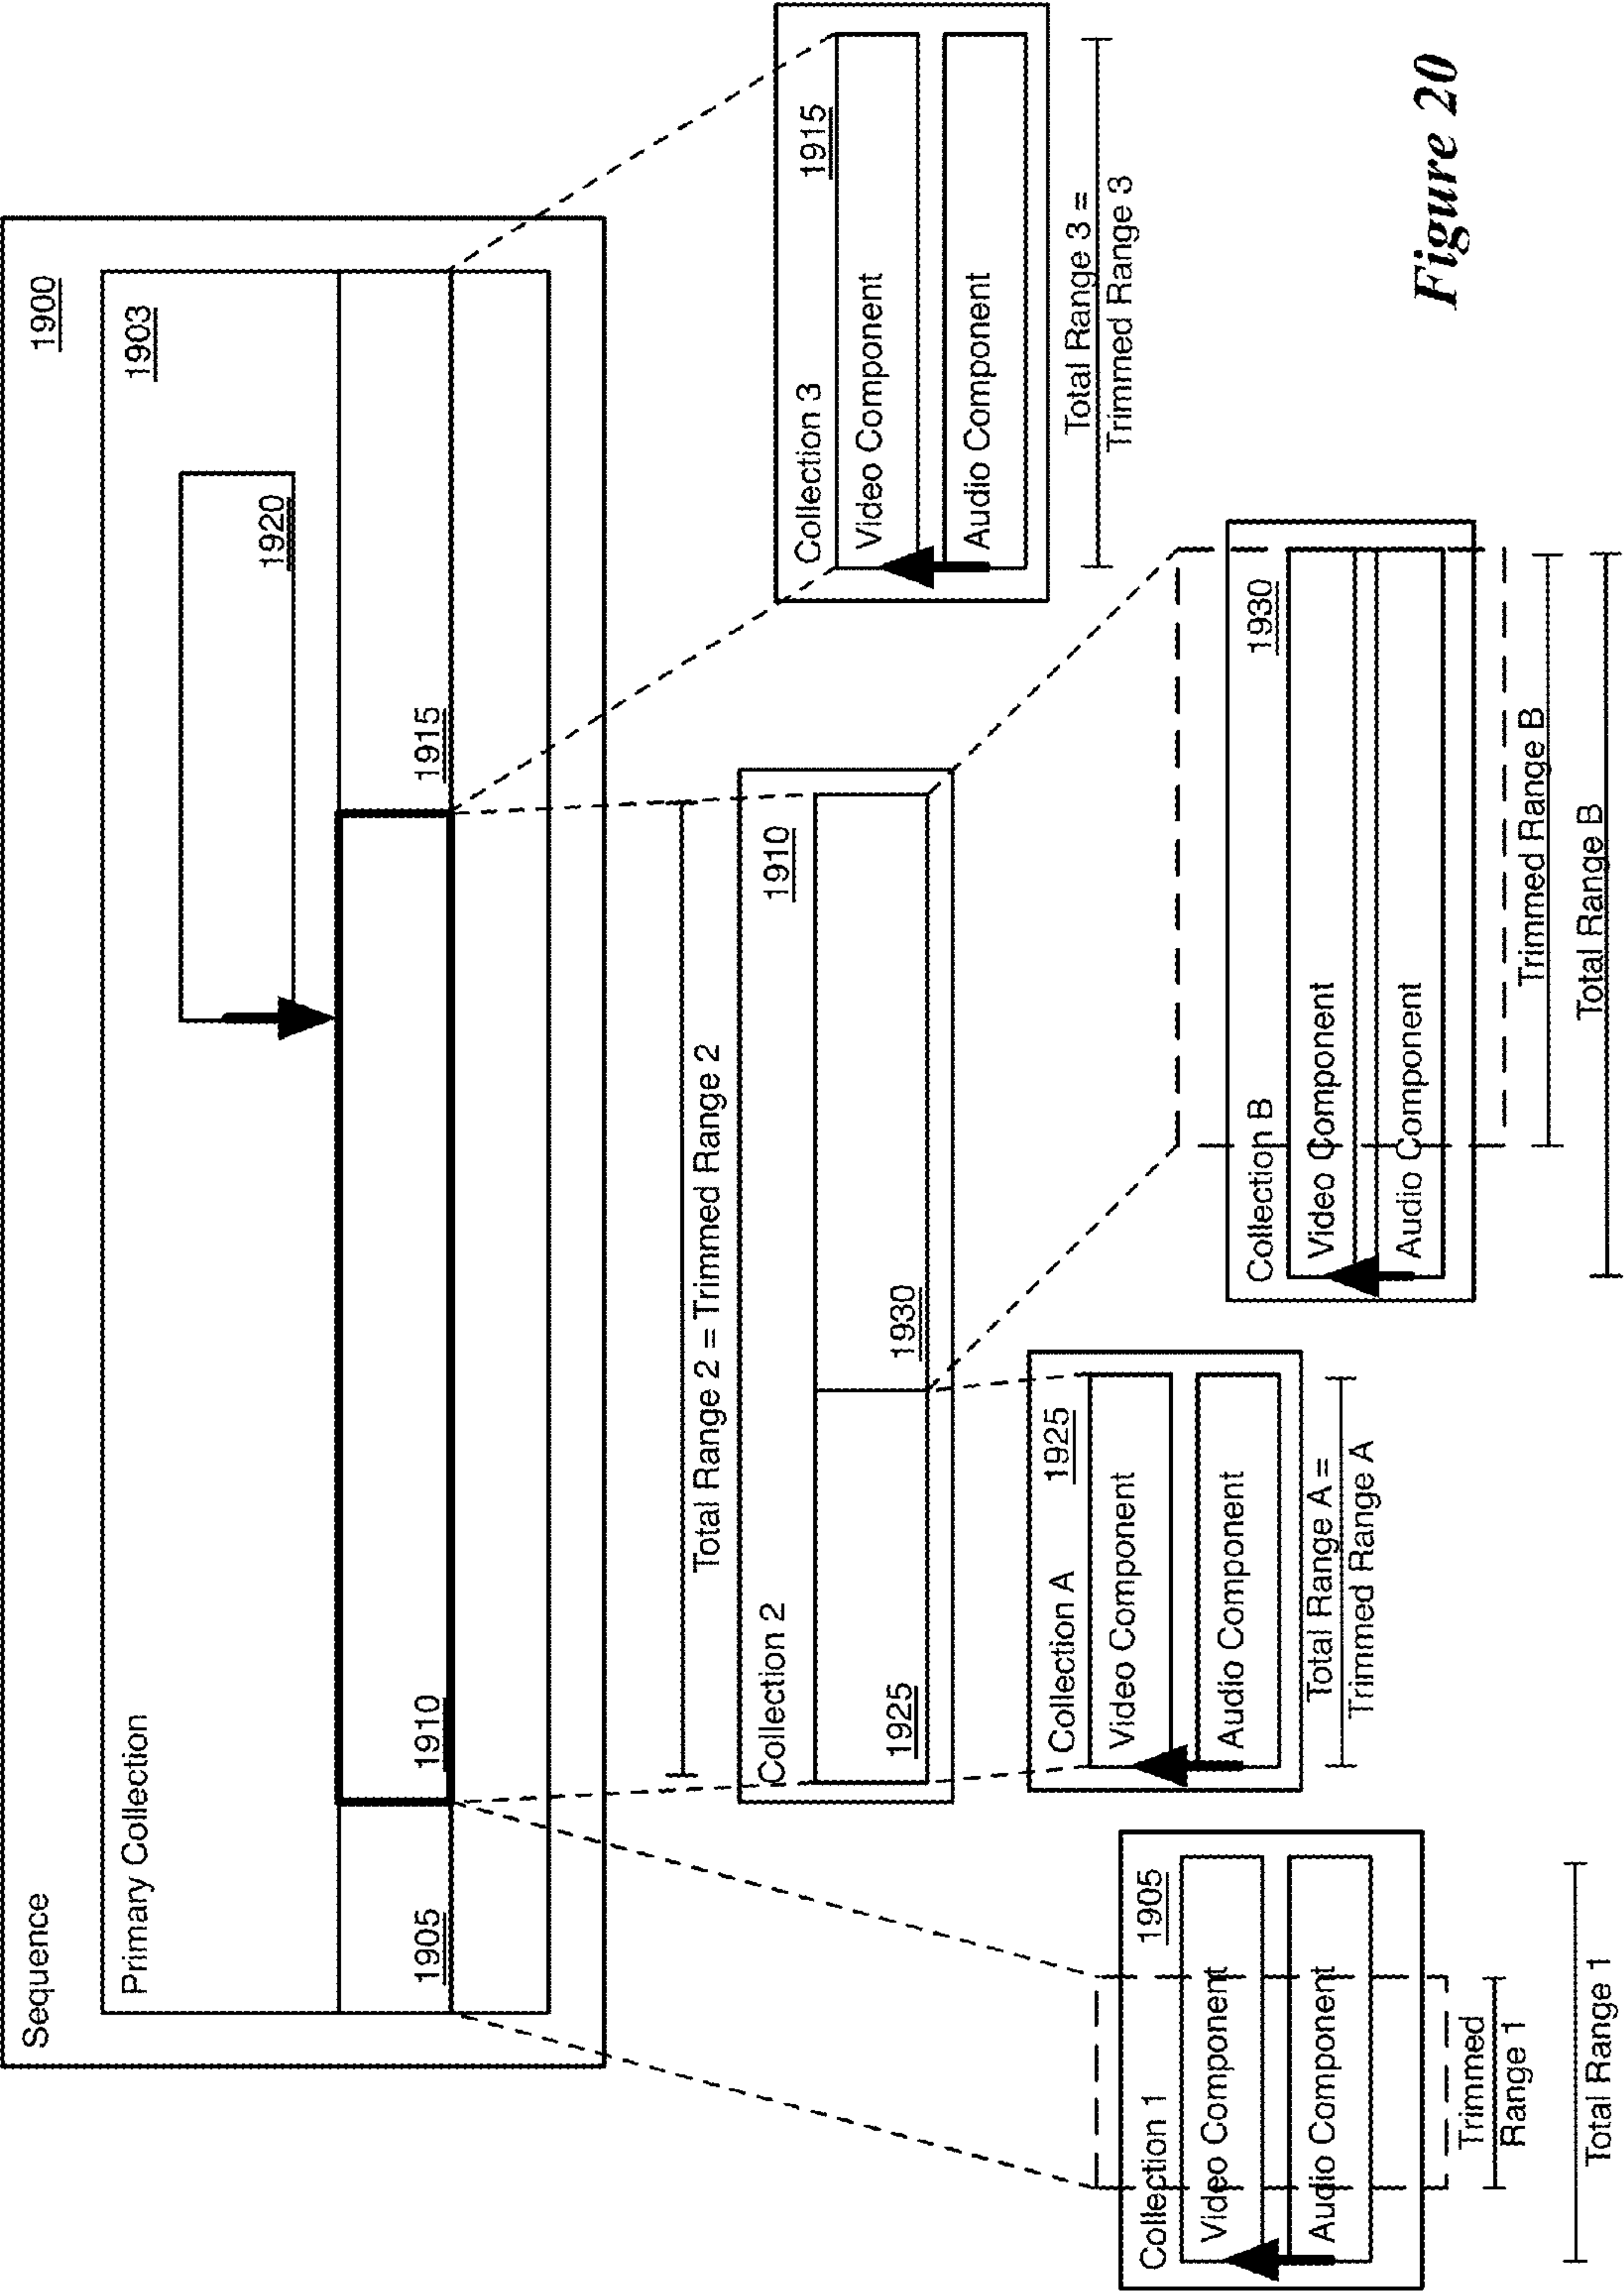 Sequence
1900
Primary Collection
1903
1920
1905
1910
1915
Total Range 2 = Trimmed Range 2
Collection 2
1910
1925
1930
Collection 3
1915
Video Component
Audio Component
Total Range 3 =
Trimmed Range 3
Collection A
1925
Video Component
Audio Component
Total Range A =
Trimmed Range A
Collection 1
1905
Video Component
Audio Component
Trimmed
Range 1
Total Range 1
Collection B
1930
Video Component
Audio Component
Trimmed Range B
Total Range B
Figure 20